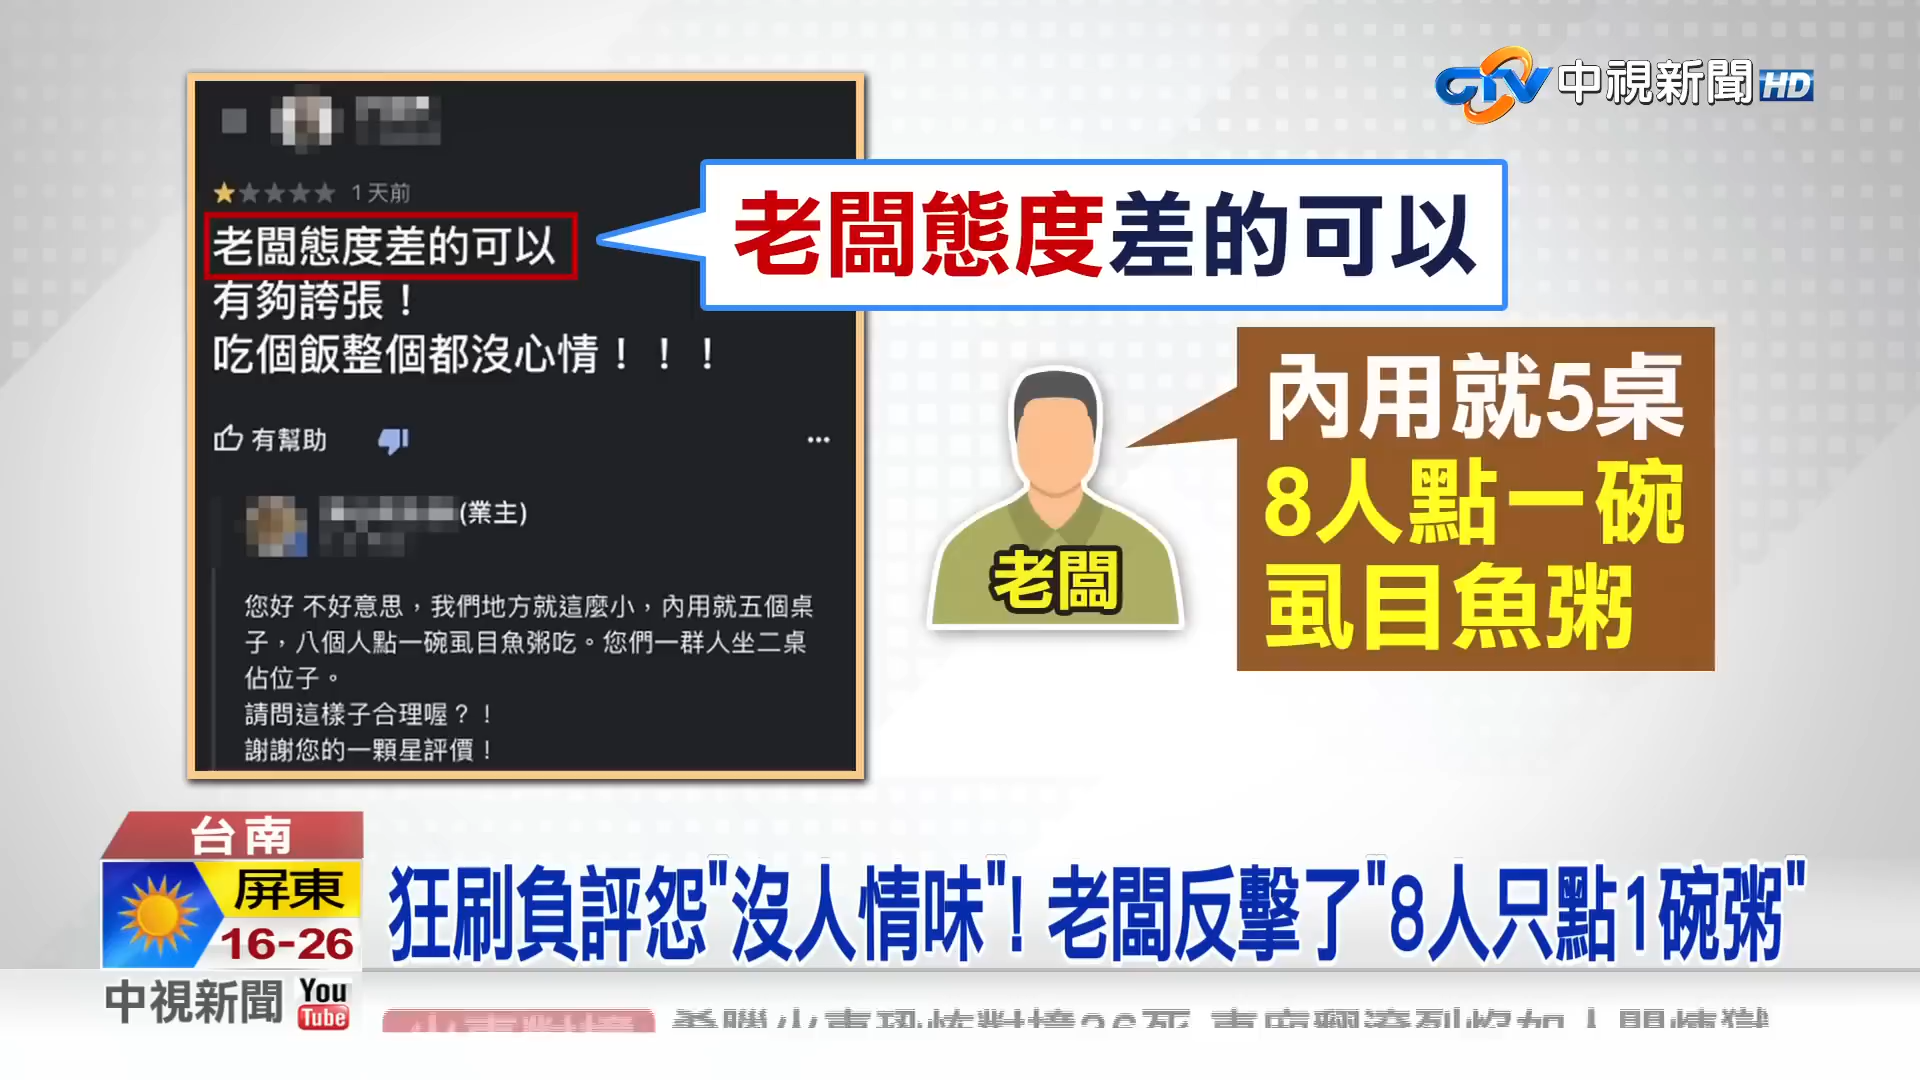 CTV 中視新聞 HD
1 天前
老闆態度差的可以
有夠誇張！
吃個飯整個都沒心情！！！
有幫助
(業主)
您好 不好意思，我們地方就這麼小，內用就五個桌
子，八個人點一碗虱目魚粥吃。您們一群人坐二桌
佔位子。
請問這樣子合理喔？！
謝謝您的一顆星評價！
老闆態度差的可以
內用就5桌
8人點一碗
虱目魚粥
老闆
台南
屏東
16-26
狂刷負評怨"沒人情味"! 老闆反擊了"8人只點1碗粥"
中視新聞 YouTube